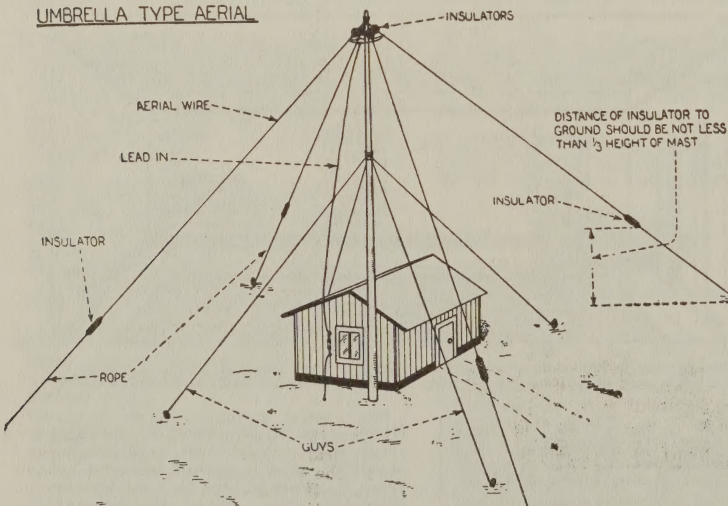 UMBRELLA TYPE AERIAL
INSULATORS
AERIAL WIRE
DISTANCE OF INSULATOR TO
GROUND SHOULD BE NOT LESS
THAN ⅓ HEIGHT OF MAST
LEAD IN
INSULATOR
INSULATOR
ROPE
GUYS